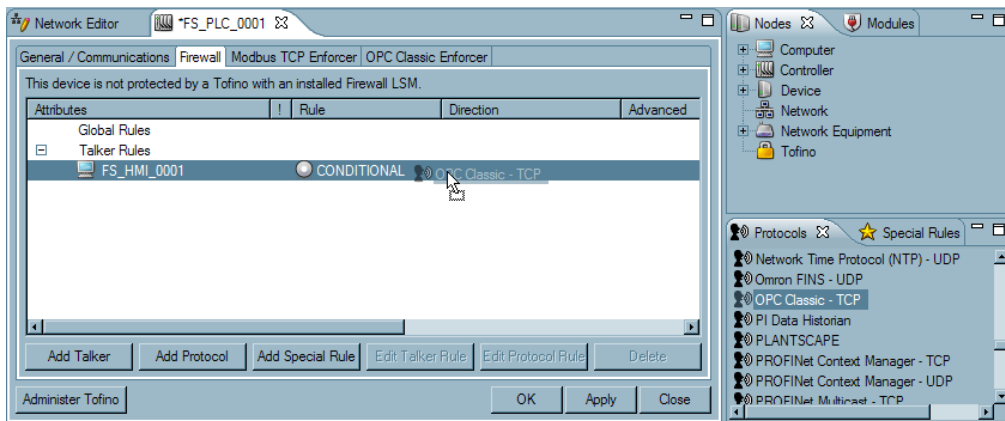 Network Editor
*FS_PLC_0001
General / Communications Firewall Modbus TCP Enforcer OPC Classic Enforcer
This device is not protected by a Tofino with an installed Firewall LSM.
Attributes ! Rule Direction Advanced
Global Rules
Talker Rules
FS_HMI_0001 CONDITIONAL OPC Classic - TCP
Add Talker Add Protocol Add Special Rule Edit Talker Rule Edit Protocol Rule Delete
Administer Tofino OK Apply Close
Nodes Modules
Computer
Controller
Device
Network
Network Equipment
Tofino
Protocols Special Rules
Network Time Protocol (NTP) - UDP
Omron FINS - UDP
OPC Classic - TCP
PI Data Historian
PLANTSCAPE
PROFINet Context Manager - TCP
PROFINet Context Manager - UDP
PROFINet Multicast - TCP